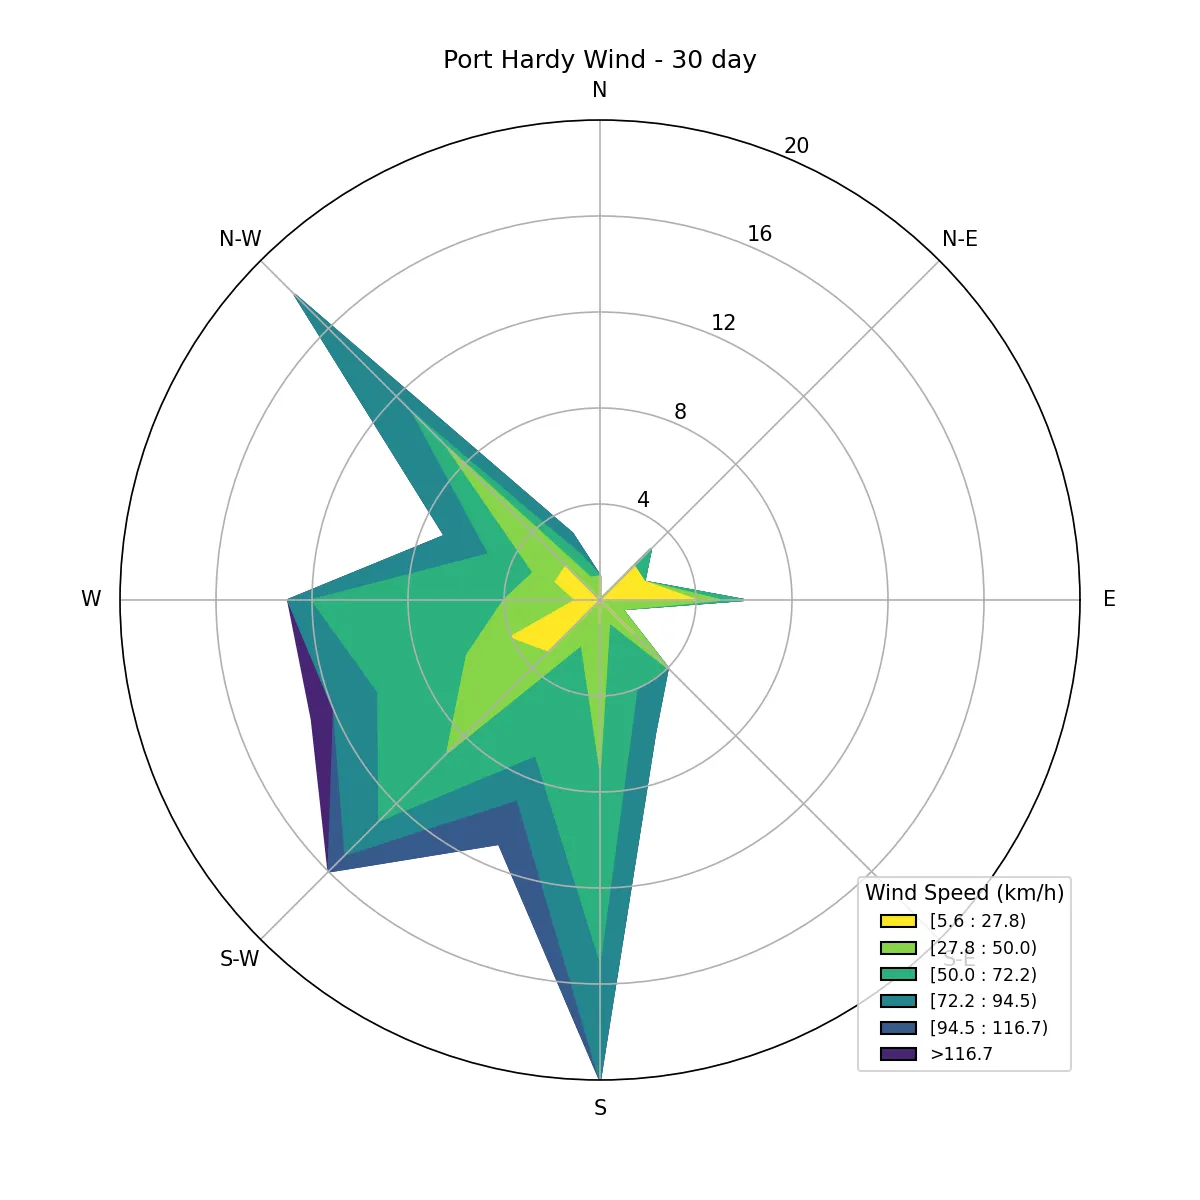 Port Hardy Wind - 30 day
N
20
N-W
N-E
16
12
8
4
W
E
S-W
S-E
Wind Speed (km/h)
[5.6 : 27.8)
[27.8 : 50.0)
[50.0 : 72.2)
[72.2 : 94.5)
[94.5 : 116.7)
>116.7
S